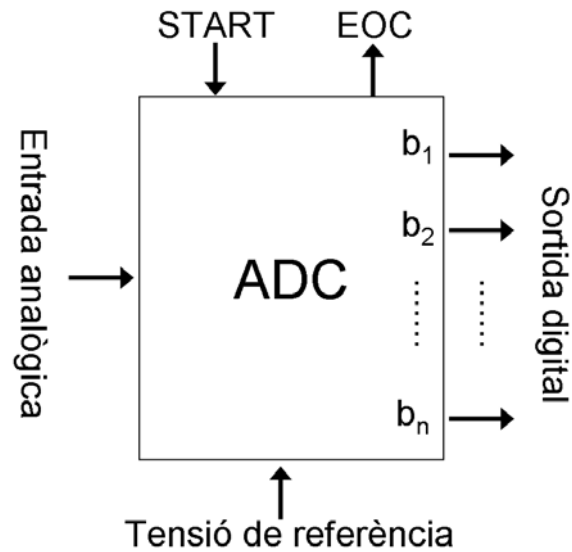 START EOC
Entrada analògica
ADC
b1
b2
bn
Sortida digital
Tensió de referència